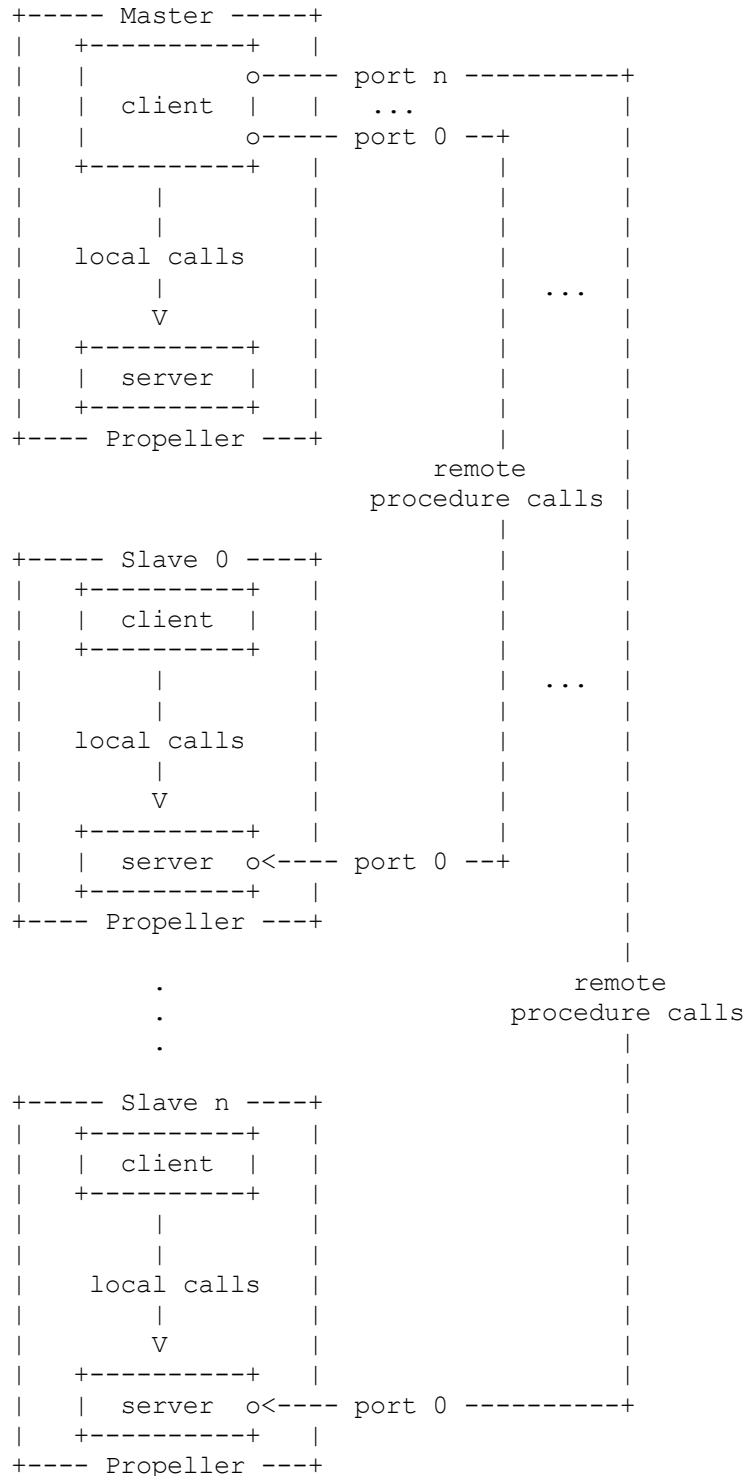 +----- Master -----+
|   +----------+   |
|   |          o----- port n ----------+
|   |  client  |   |   ...              |
|   |          o----- port 0 --+       |
|   +----------+   |           |       |
|        |         |           |       |
|        |         |           |       |
|   local calls    |           |       |
|        |         |           |  ...  |
|        V         |           |       |
|   +----------+   |           |       |
|   |  server  |   |           |       |
|   +----------+   |           |       |
+---- Propeller ---+           |       |
                            remote     |
                        procedure calls |
                               |       |
+----- Slave 0 ----+           |       |
|   +----------+   |           |       |
|   |  client  |   |           |       |
|   +----------+   |           |       |
|        |         |           |  ...  |
|        |         |           |       |
|   local calls    |           |       |
|        |         |           |       |
|        V         |           |       |
|   +----------+   |           |       |
|   |  server  o<---- port 0 --+       |
|   +----------+   |                   |
+---- Propeller ---+                   |
                                       |
         .                          remote
         .                      procedure calls
         .                             |
                                       |
+----- Slave n ----+                   |
|   +----------+   |                   |
|   |  client  |   |                   |
|   +----------+   |                   |
|        |         |                   |
|        |         |                   |
|    local calls   |                   |
|        |         |                   |
|        V         |                   |
|   +----------+   |                   |
|   |  server  o<---- port 0 ----------+
|   +----------+   |
+---- Propeller ---+